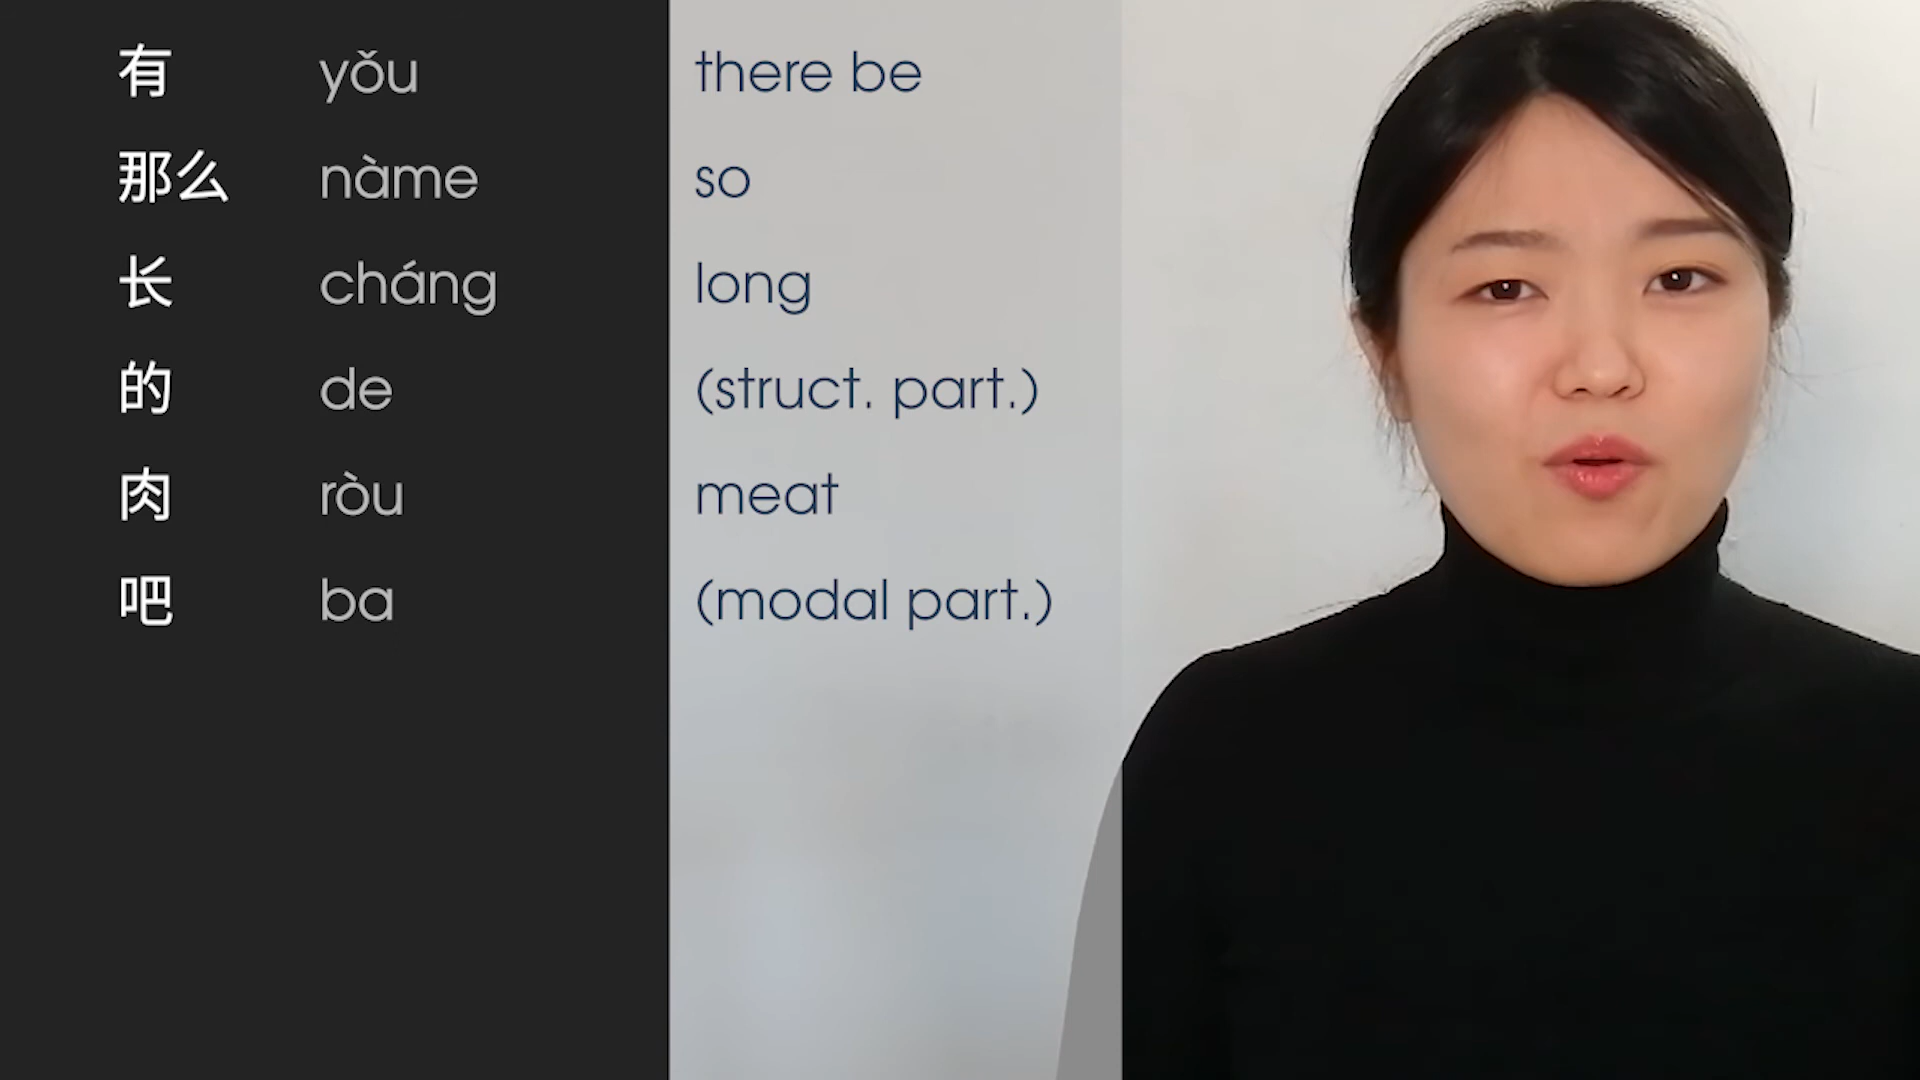 有 yǒu there be
那么 nàme so
长 cháng long
的 de (struct. part.)
肉 ròu meat
吧 ba (modal part.)